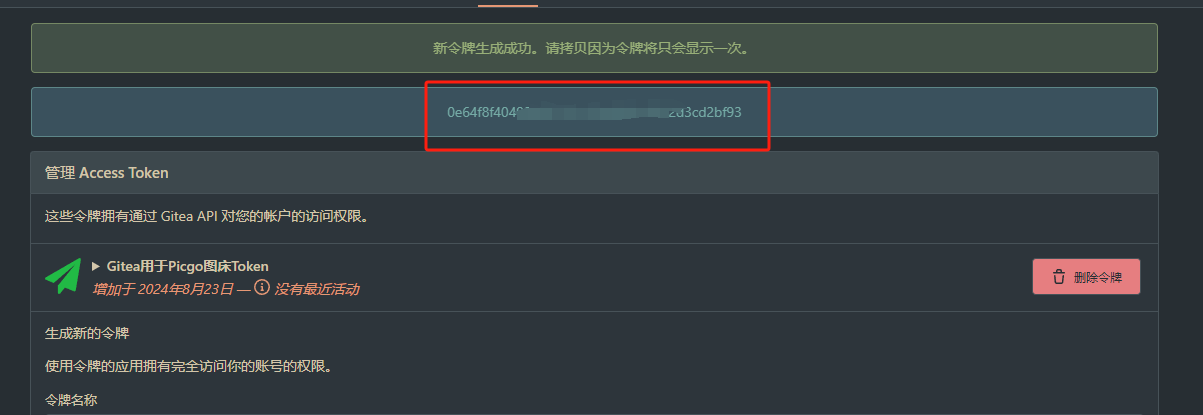 新令牌生成成功。请拷贝因为令牌将只会显示一次。
0e64f8f4049 2d3cd2bf93
管理 Access Token
这些令牌拥有通过 Gitea API 对您的帐户的访问权限。
Gitea用于Picgo图床Token
增加于 2024年8月23日 — 没有最近活动
删除令牌
生成新的令牌
使用令牌的应用拥有完全访问你的账号的权限。
令牌名称